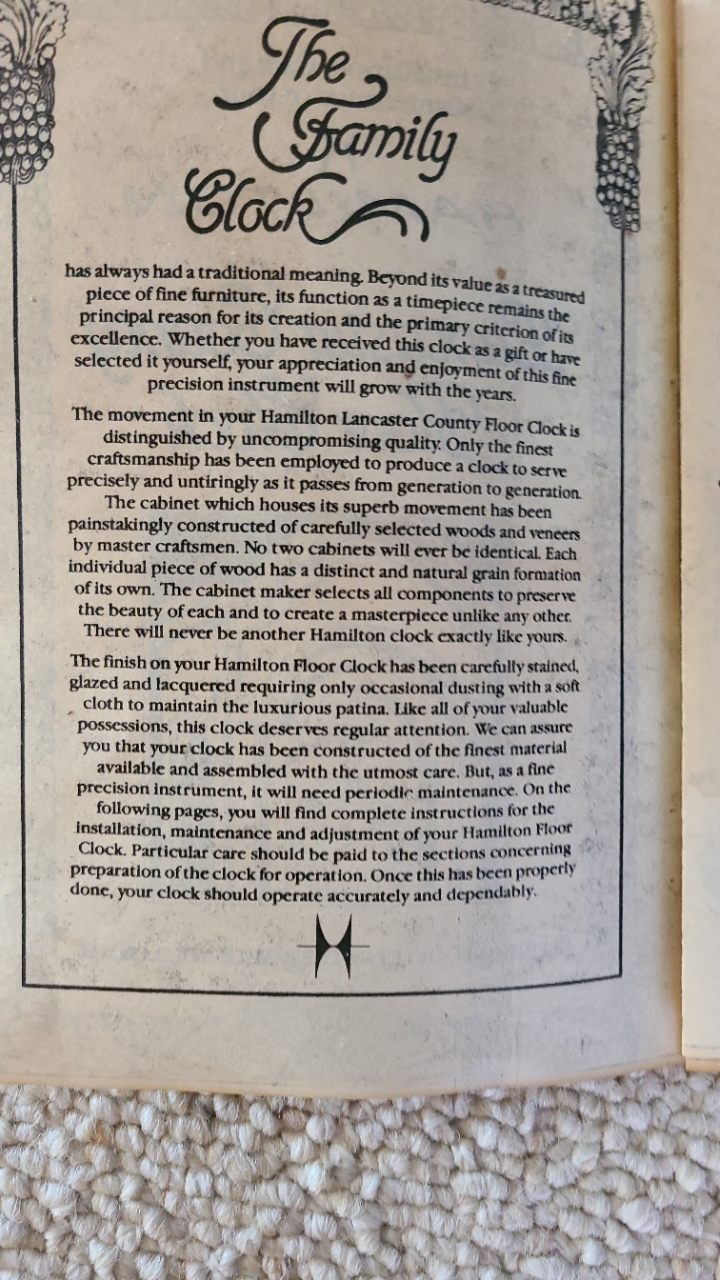 The
Family
Clock
has always had a traditional meaning. Beyond its value as a treasured
piece of fine furniture, its function as a timepiece remains the
principal reason for its creation and the primary criterion of its
excellence. Whether you have received this clock as a gift or have
selected it yourself, your appreciation and enjoyment of this fine
precision instrument will grow with the years.
The movement in your Hamilton Lancaster County Floor Clock is
distinguished by uncompromising quality. Only the finest
craftsmanship has been employed to produce a clock to serve
precisely and untiringly as it passes from generation to generation.
The cabinet which houses its superb movement has been
painstakingly constructed of carefully selected woods and veneers
by master craftsmen. No two cabinets will ever be identical. Each
individual piece of wood has a distinct and natural grain formation
of its own. The cabinet maker selects all components to preserve
the beauty of each and to create a masterpiece unlike any other.
There will never be another Hamilton clock exactly like yours.
The finish on your Hamilton Floor Clock has been carefully stained,
glazed and lacquered requiring only occasional dusting with a soft
cloth to maintain the luxurious patina. Like all of your valuable
possessions, this clock deserves regular attention. We can assure
you that your clock has been constructed of the finest material
available and assembled with the utmost care. But, as a fine
precision instrument, it will need periodic maintenance. On the
following pages, you will find complete instructions for the
installation, maintenance and adjustment of your Hamilton Floor
Clock. Particular care should be paid to the sections concerning
preparation of the clock for operation. Once this has been properly
done, your clock should operate accurately and dependably.